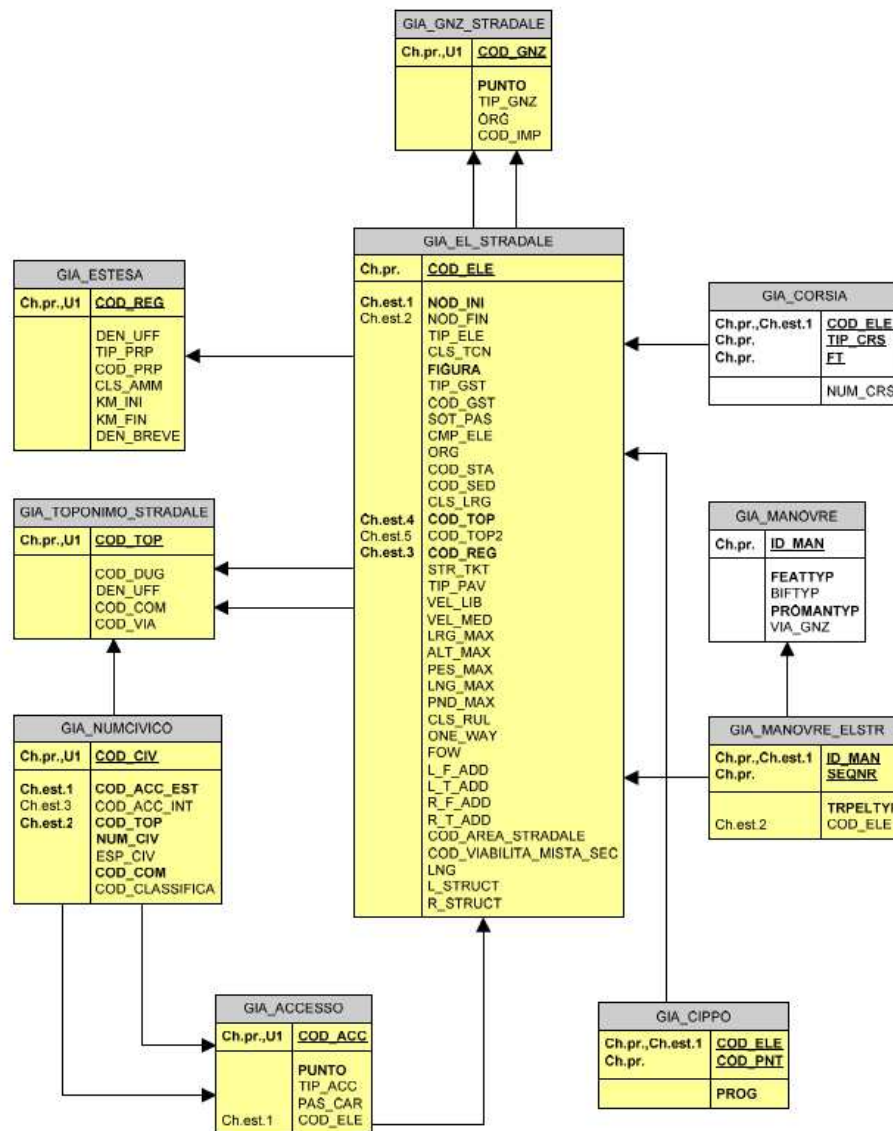 GIA_GNZ_STRADALE
Ch.pr.,U1 COD_GNZ
PUNTO
TIP_GNZ
ORG
COD_IMP
GIA_EL_STRADALE
Ch.pr. COD_ELE
Ch.est.1 NOD_INI
Ch.est.2 NOD_FIN
TIP_ELE
CLS_TCN
FIGURA
TIP_GST
COD_GST
SOT_PAS
CMP_ELE
ORG
COD_STA
COD_SED
CLS_LRG
Ch.est.4 COD_TOP
Ch.est.5 COD_TOP2
Ch.est.3 COD_REG
STR_TKT
TIP_PAV
VEL_LIB
VEL_MED
LRG_MAX
ALT_MAX
PES_MAX
LNG_MAX
PND_MAX
CLS_RUL
ONE_WAY
FOW
L_F_ADD
L_T_ADD
R_F_ADD
R_T_ADD
COD_AREA_STRADALE
COD_VIABILITA_MISTA_SEC
LNG
L_STRUCT
R_STRUCT
GIA_ESTESA
Ch.pr.,U1 COD_REG
DEN_UFF
TIP_PRP
COD_PRP
CLS_AMM
KM_INI
KM_FIN
DEN_BREVE
GIA_TOPONIMO_STRADALE
Ch.pr.,U1 COD_TOP
COD_DUG
DEN_UFF
COD_COM
COD_VIA
GIA_NUMCIVICO
Ch.pr.,U1 COD_CIV
Ch.est.1 COD_ACC_EST
Ch.est.3 COD_ACC_INT
Ch.est.2 COD_TOP
NUM_CIV
ESP_CIV
COD_COM
COD_CLASSIFICA
GIA_ACCESSO
Ch.pr.,U1 COD_ACC
PUNTO
TIP_ACC
PAS_CAR
Ch.est.1 COD_ELE
GIA_CORSIA
Ch.pr.,Ch.est.1 COD_ELE
Ch.pr. TIP_CRS
Ch.pr. FT
NUM_CRS
GIA_MANOVRE
Ch.pr. ID_MAN
FEATTYP
BIFTYP
PROMANTYP
VIA_GNZ
GIA_MANOVRE_ELSTR
Ch.pr.,Ch.est.1 ID_MAN
Ch.pr. SEQNR
TRPELTY
Ch.est.2 COD_ELE
GIA_CIPPO
Ch.pr.,Ch.est.1 COD_ELE
Ch.pr. COD_PNT
PROG